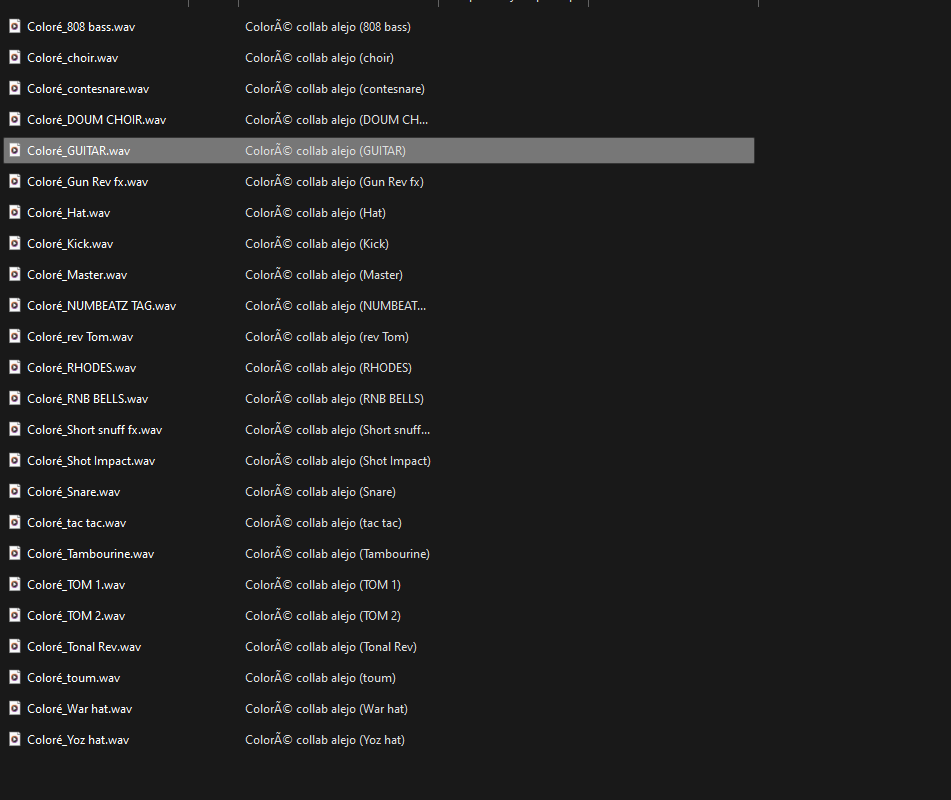 Coloré_808 bass.wav ColorÃ© collab alejo (808 bass)
Coloré_choir.wav ColorÃ© collab alejo (choir)
Coloré_contesnare.wav ColorÃ© collab alejo (contesnare)
Coloré_DOUM CHOIR.wav ColorÃ© collab alejo (DOUM CH...
Coloré_GUITAR.wav ColorÃ© collab alejo (GUITAR)
Coloré_Gun Rev fx.wav ColorÃ© collab alejo (Gun Rev fx)
Coloré_Hat.wav ColorÃ© collab alejo (Hat)
Coloré_Kick.wav ColorÃ© collab alejo (Kick)
Coloré_Master.wav ColorÃ© collab alejo (Master)
Coloré_NUMBEATZ TAG.wav ColorÃ© collab alejo (NUMBEAT...
Coloré_rev Tom.wav ColorÃ© collab alejo (rev Tom)
Coloré_RHODES.wav ColorÃ© collab alejo (RHODES)
Coloré_RNB BELLS.wav ColorÃ© collab alejo (RNB BELLS)
Coloré_Short snuff fx.wav ColorÃ© collab alejo (Short snuff...
Coloré_Shot Impact.wav ColorÃ© collab alejo (Shot Impact)
Coloré_Snare.wav ColorÃ© collab alejo (Snare)
Coloré_tac tac.wav ColorÃ© collab alejo (tac tac)
Coloré_Tambourine.wav ColorÃ© collab alejo (Tambourine)
Coloré_TOM 1.wav ColorÃ© collab alejo (TOM 1)
Coloré_TOM 2.wav ColorÃ© collab alejo (TOM 2)
Coloré_Tonal Rev.wav ColorÃ© collab alejo (Tonal Rev)
Coloré_toum.wav ColorÃ© collab alejo (toum)
Coloré_War hat.wav ColorÃ© collab alejo (War hat)
Coloré_Yoz hat.wav ColorÃ© collab alejo (Yoz hat)